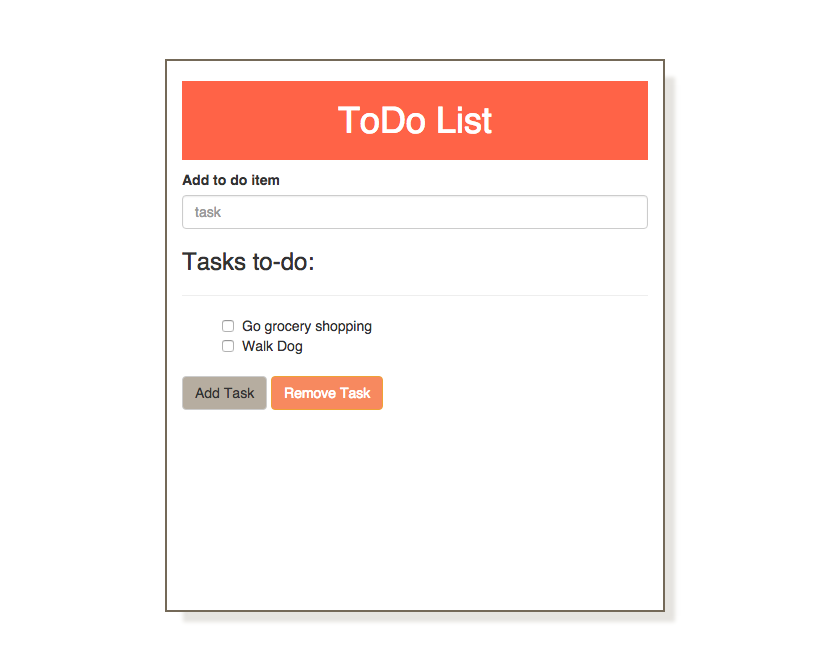 ToDo List
Add to do item
task
Tasks to-do:
Go grocery shopping
Walk Dog
Add Task Remove Task